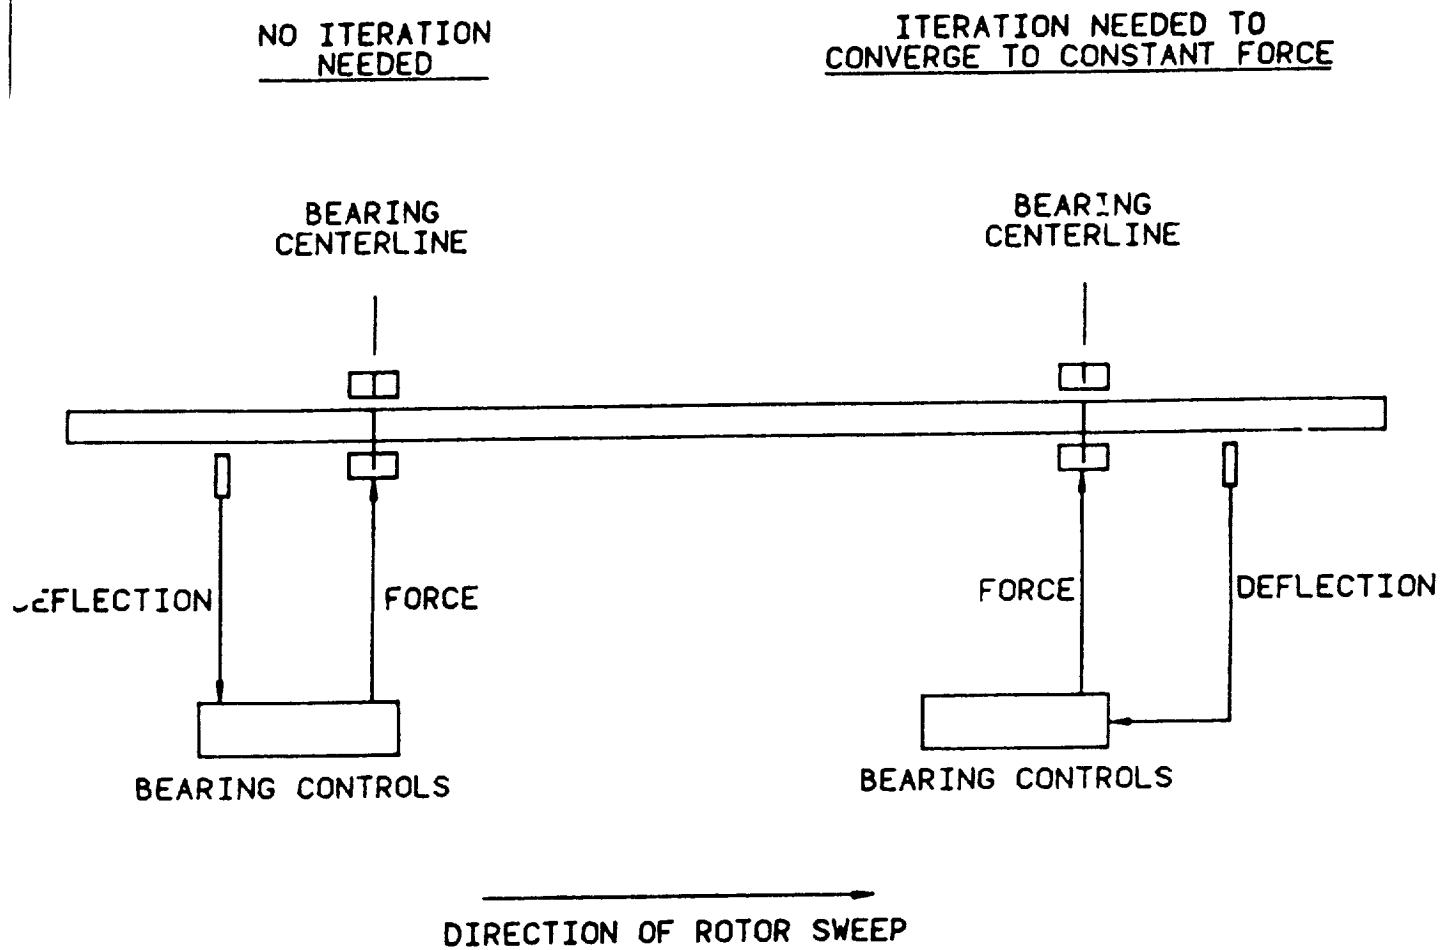 NO ITERATION
NEEDED
ITERATION NEEDED TO
CONVERGE TO CONSTANT FORCE
BEARING
CENTERLINE
BEARING
CENTERLINE
FORCE
FORCE
DEFLECTION
BEARING CONTROLS
BEARING CONTROLS
DIRECTION OF ROTOR SWEEP